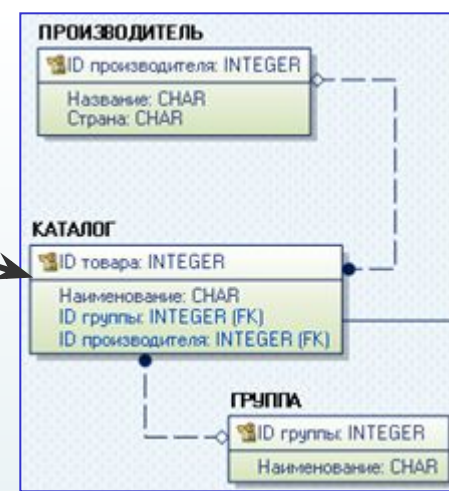 ПРОИЗВОДИТЕЛЬ
ID производителя: INTEGER
Название: CHAR
Страна: CHAR
КАТАЛОГ
ID товара: INTEGER
Наименование: CHAR
ID группы: INTEGER (FK)
ID производителя: INTEGER (FK)
ГРУППА
ID группы: INTEGER
Наименование: CHAR